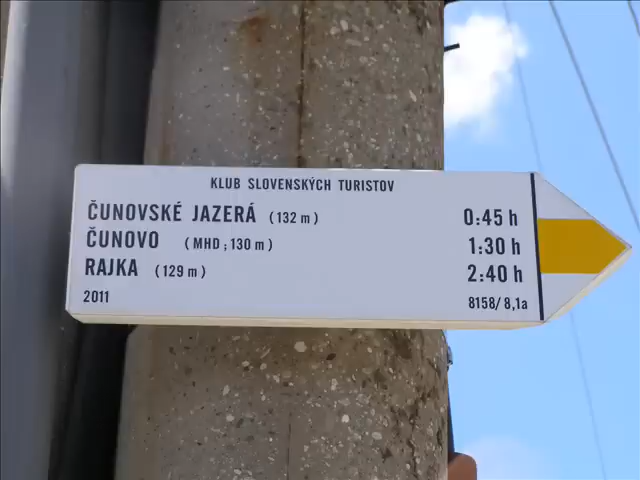 KLUB SLOVENSKÝCH TURISTOV
ČUNOVSKÉ JAZERÁ (132 m) 0:45 h
ČUNOVO (MHD ; 130 m) 1:30 h
RAJKA (129 m) 2:40 h
2011 8158/8,1a